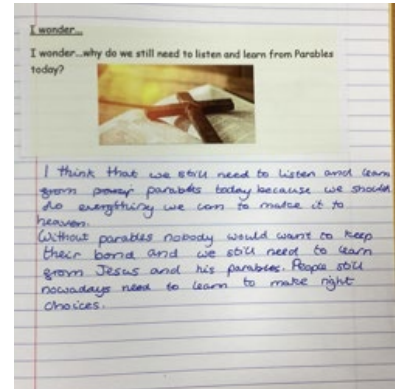 I wonder...
I wonder...why do we still need to listen and learn from Parables
today?
I think that we still need to listen and learn
from parables today because we should
do everything we can to make it to
heaven.
Without parables nobody would want to keep
their bond and we still need to learn
from Jesus and his parables. People still
nowadays need to learn to make right
choices.